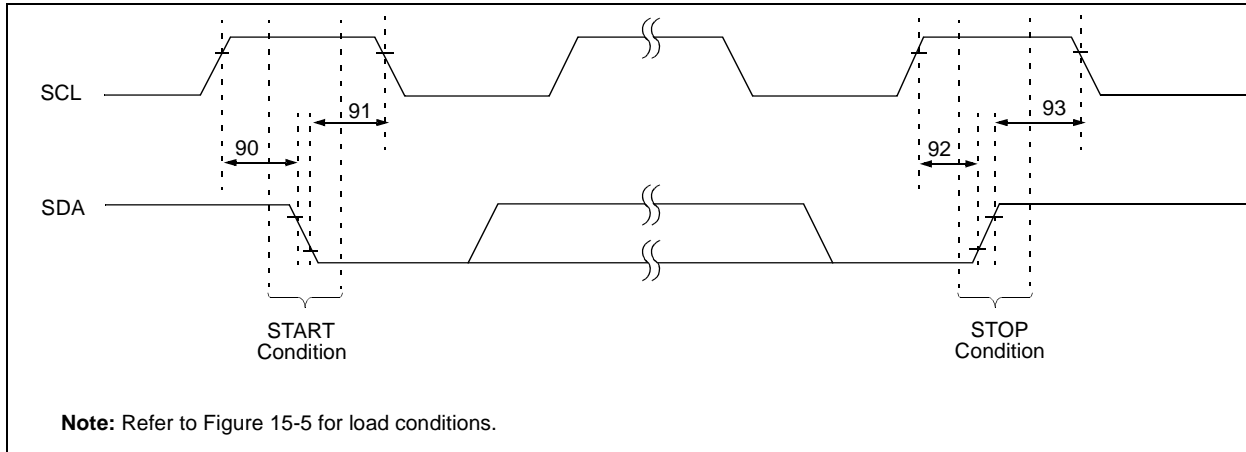 SCL
91
93
90
92
SDA
START
Condition
STOP
Condition
Note: Refer to Figure 15-5 for load conditions.